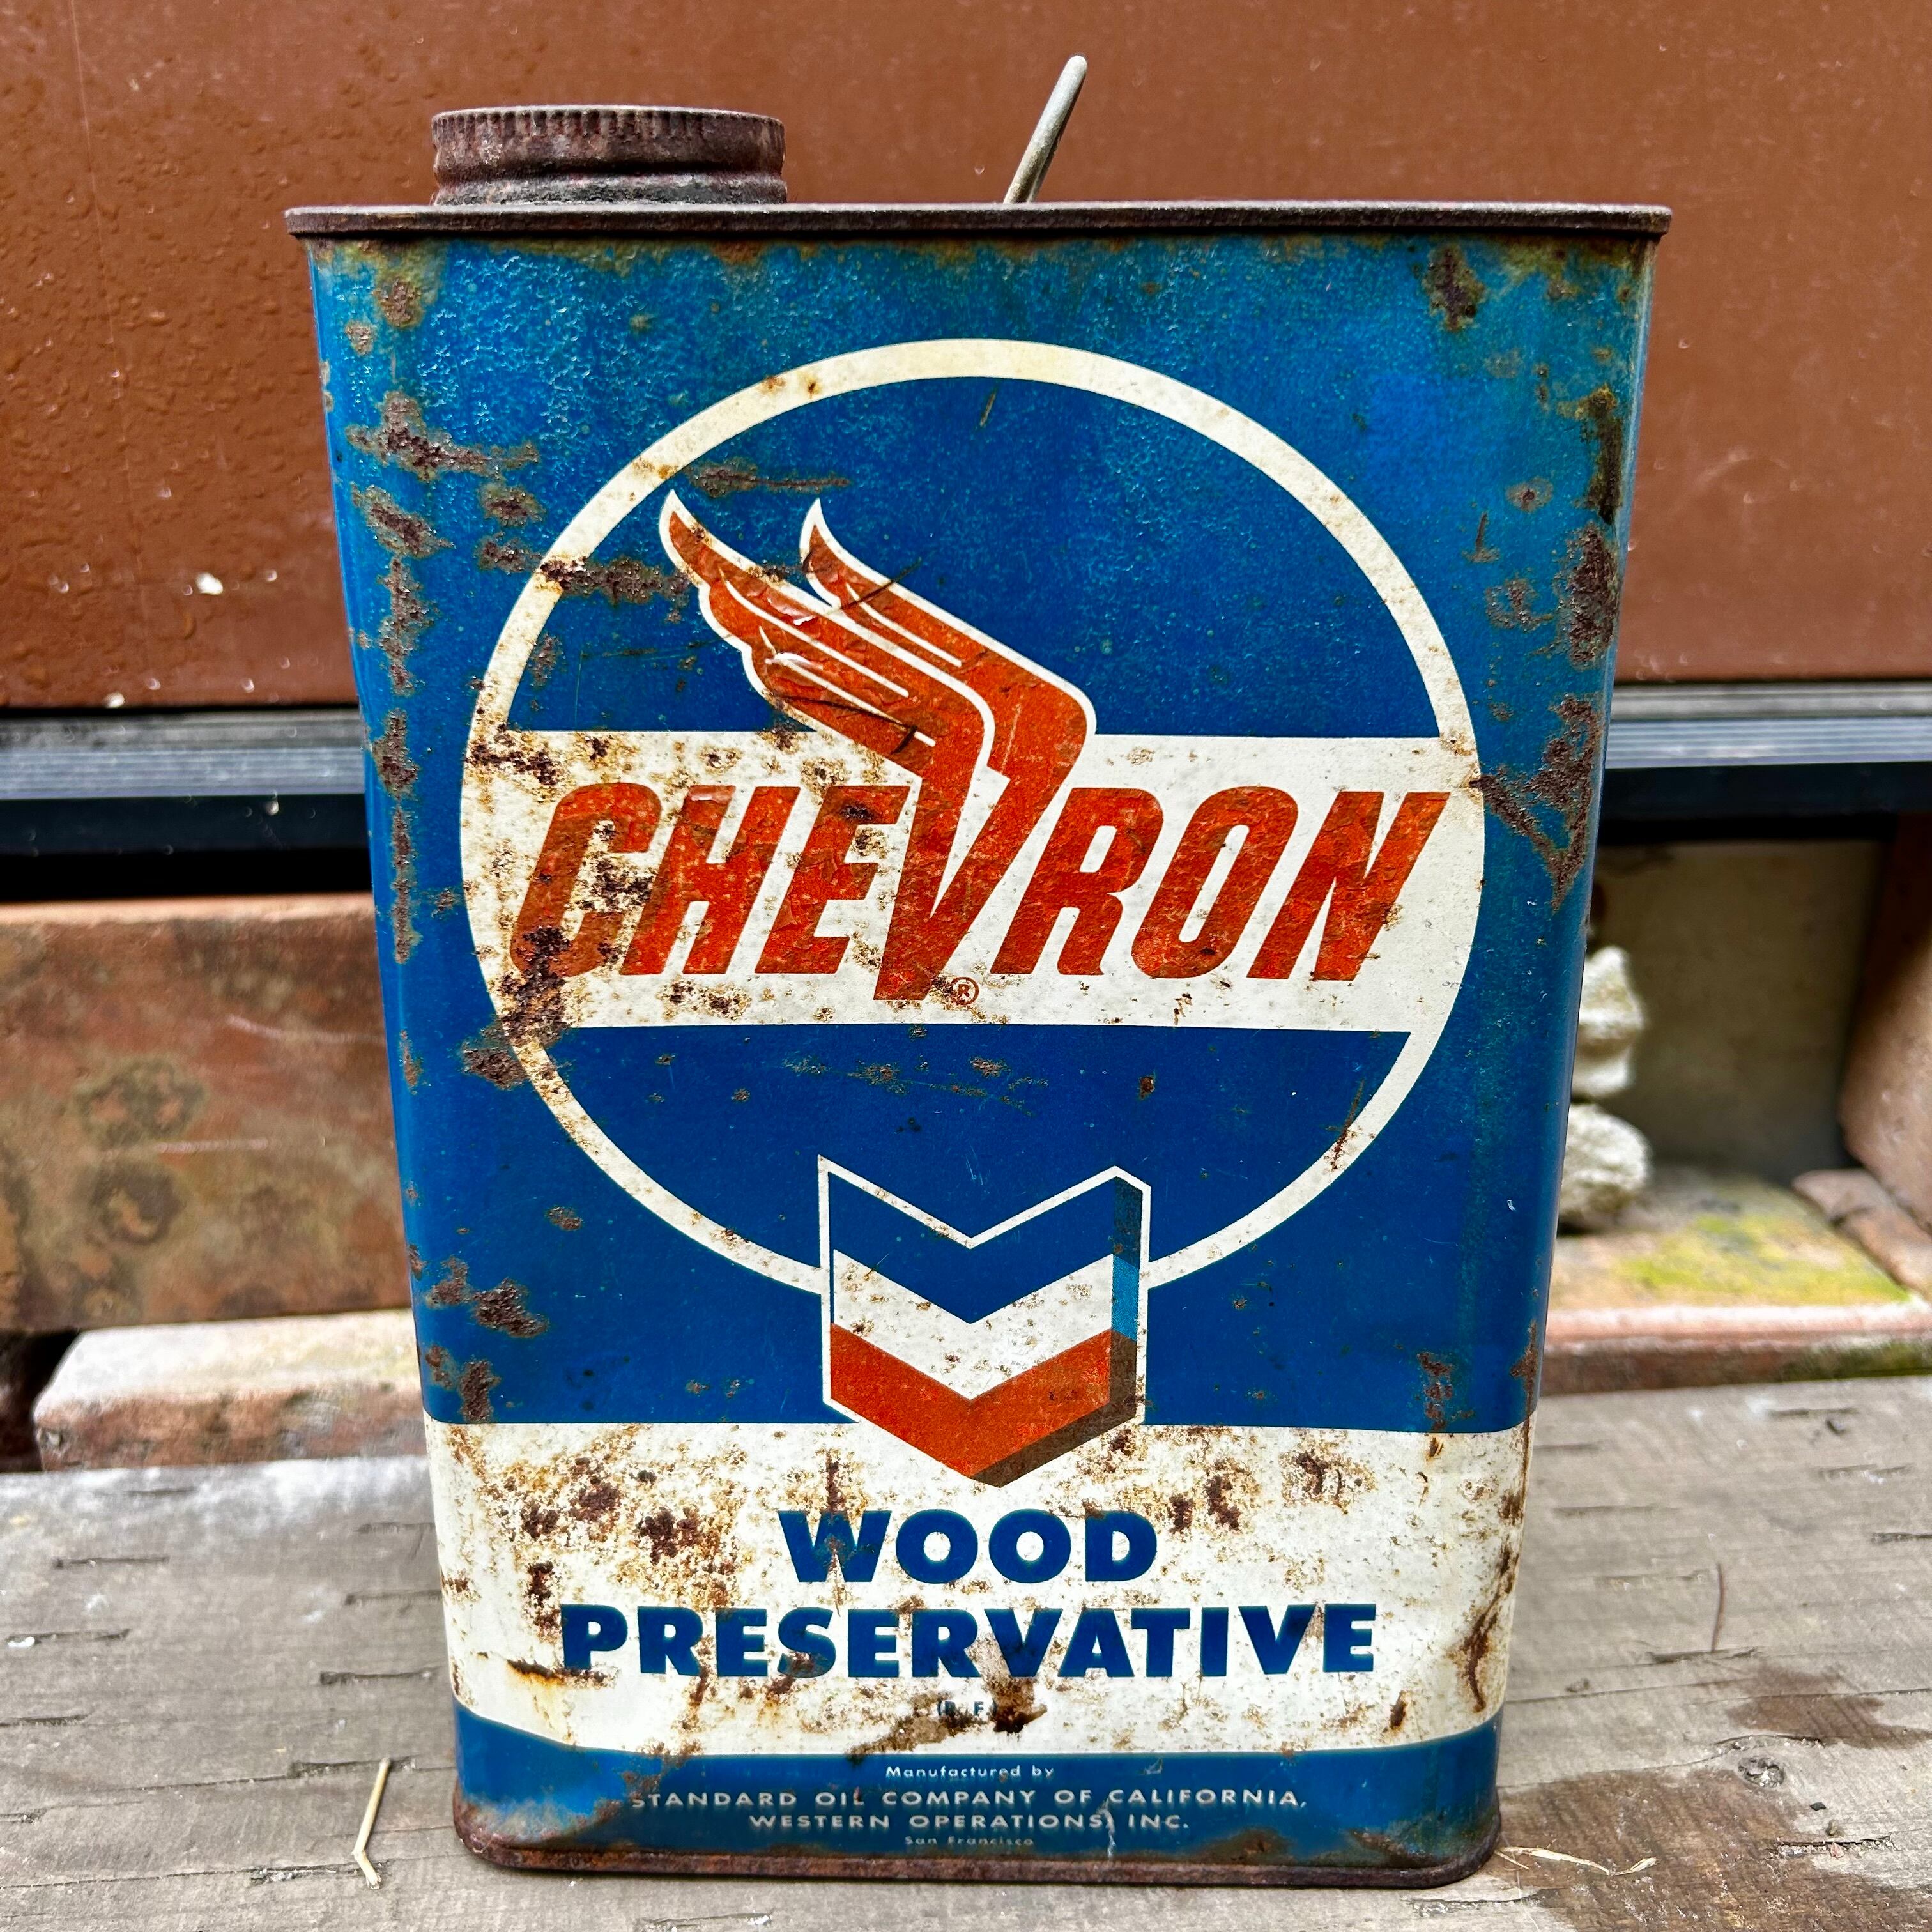 CHEVRON
®
WOOD
PRESERVATIVE
Manufactured by
STANDARD OIL COMPANY OF CALIFORNIA,
WESTERN OPERATIONS, INC.
San Francisco